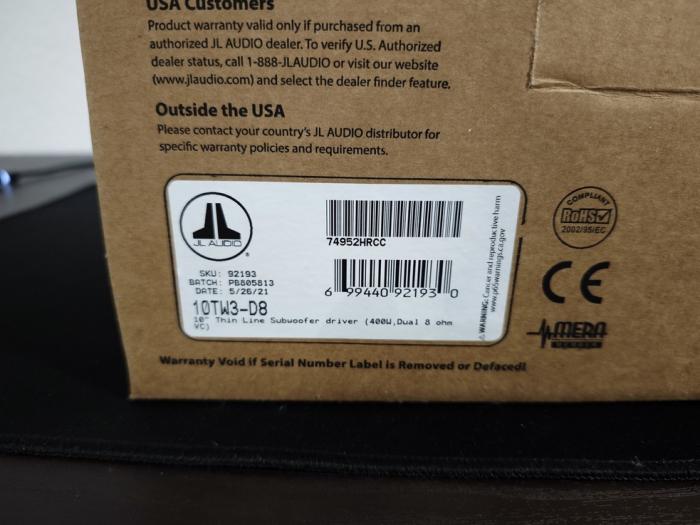 USA Customers
Product warranty valid only if purchased from an
authorized JL AUDIO dealer. To verify U.S. Authorized
dealer status, call 1-888-JLAUDIO or visit our website
(www.jlaudio.com) and select the dealer finder feature.
Outside the USA
Please contact your country's JL AUDIO distributor for
specific warranty policies and requirements.
JL AUDIO®
SKU: 92193
BATCH: PB805813
DATE: 5/26/21
10TW3-D8
10" Thin Line Subwoofer driver (400W,Dual 8 ohm
VC)
74952HRCC
6 99440 92193 0
⚠WARNING: Cancer and reproductive harm
www.p65warnings.ca.gov
COMPLIANT
RoHS
2002/95/EC
CE
MERA
MEMBER
Warranty Void if Serial Number Label is Removed or Defaced!